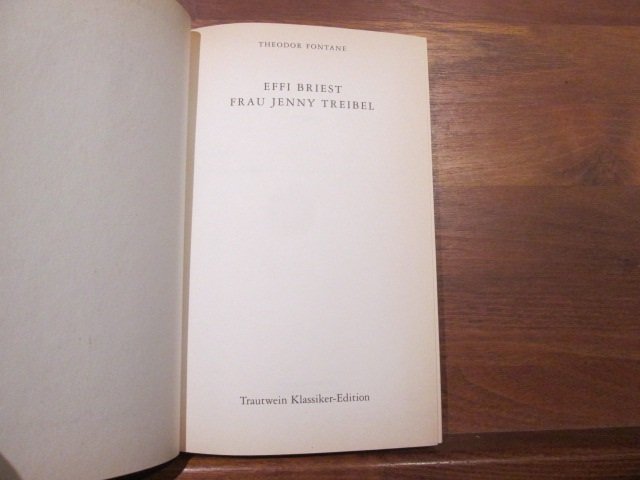 THEODOR FONTANE
EFFI BRIEST
FRAU JENNY TREIBEL
Trautwein Klassiker-Edition